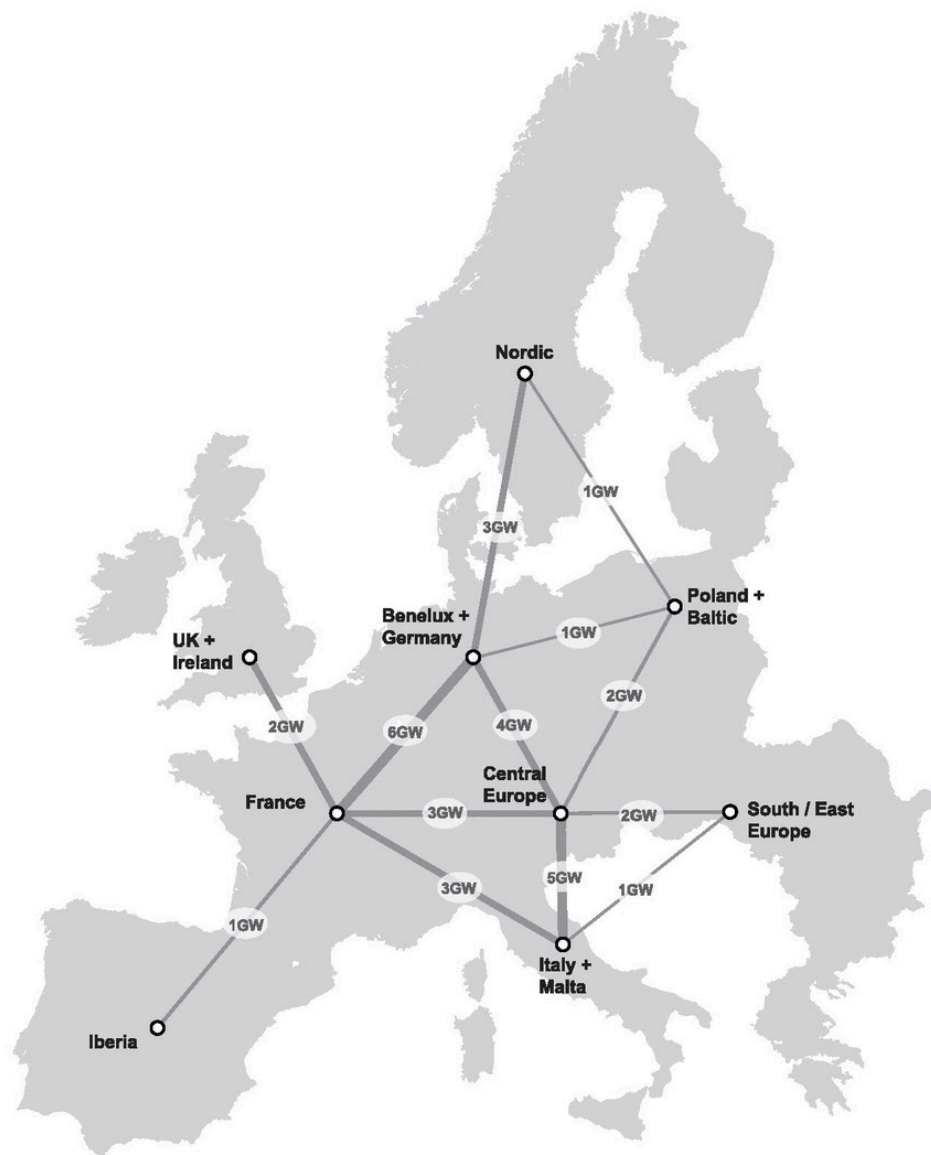 Nordic
1GW
3GW
Poland +
Baltic
Benelux +
Germany
1GW
UK +
Ireland
2GW
2GW
6GW
4GW
Central
Europe
France
3GW
2GW
South / East
Europe
3GW
5GW
1GW
1GW
Italy +
Malta
Iberia